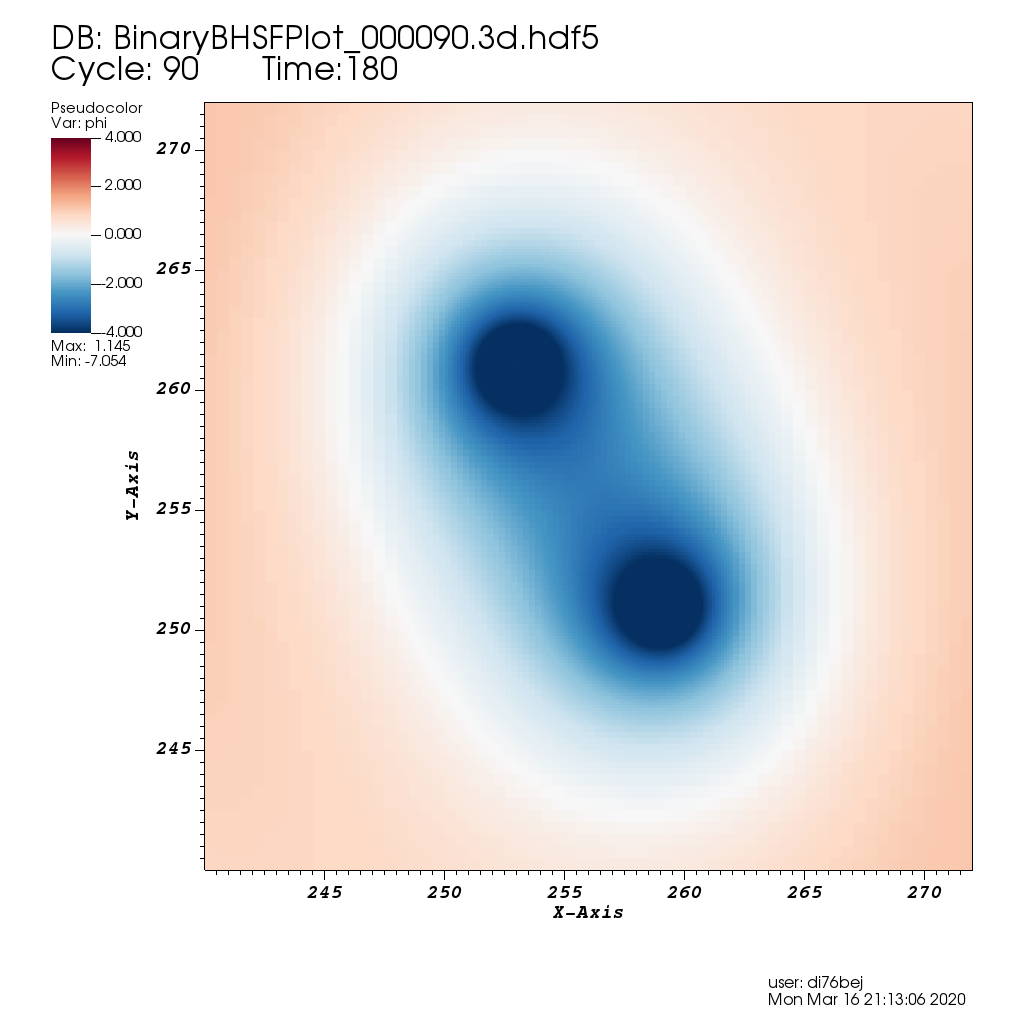 DB: BinaryBHSFPlot_000090.3d.hdf5
Cycle: 90 Time:180
Pseudocolor
Var: phi
4.000
2.000
0.000
-2.000
-4.000
Max: 1.145
Min: -7.054
270
265
260
255
250
245
Y-Axis
245 250 255 260 265 270
X-Axis
user: di76bej
Mon Mar 16 21:13:06 2020